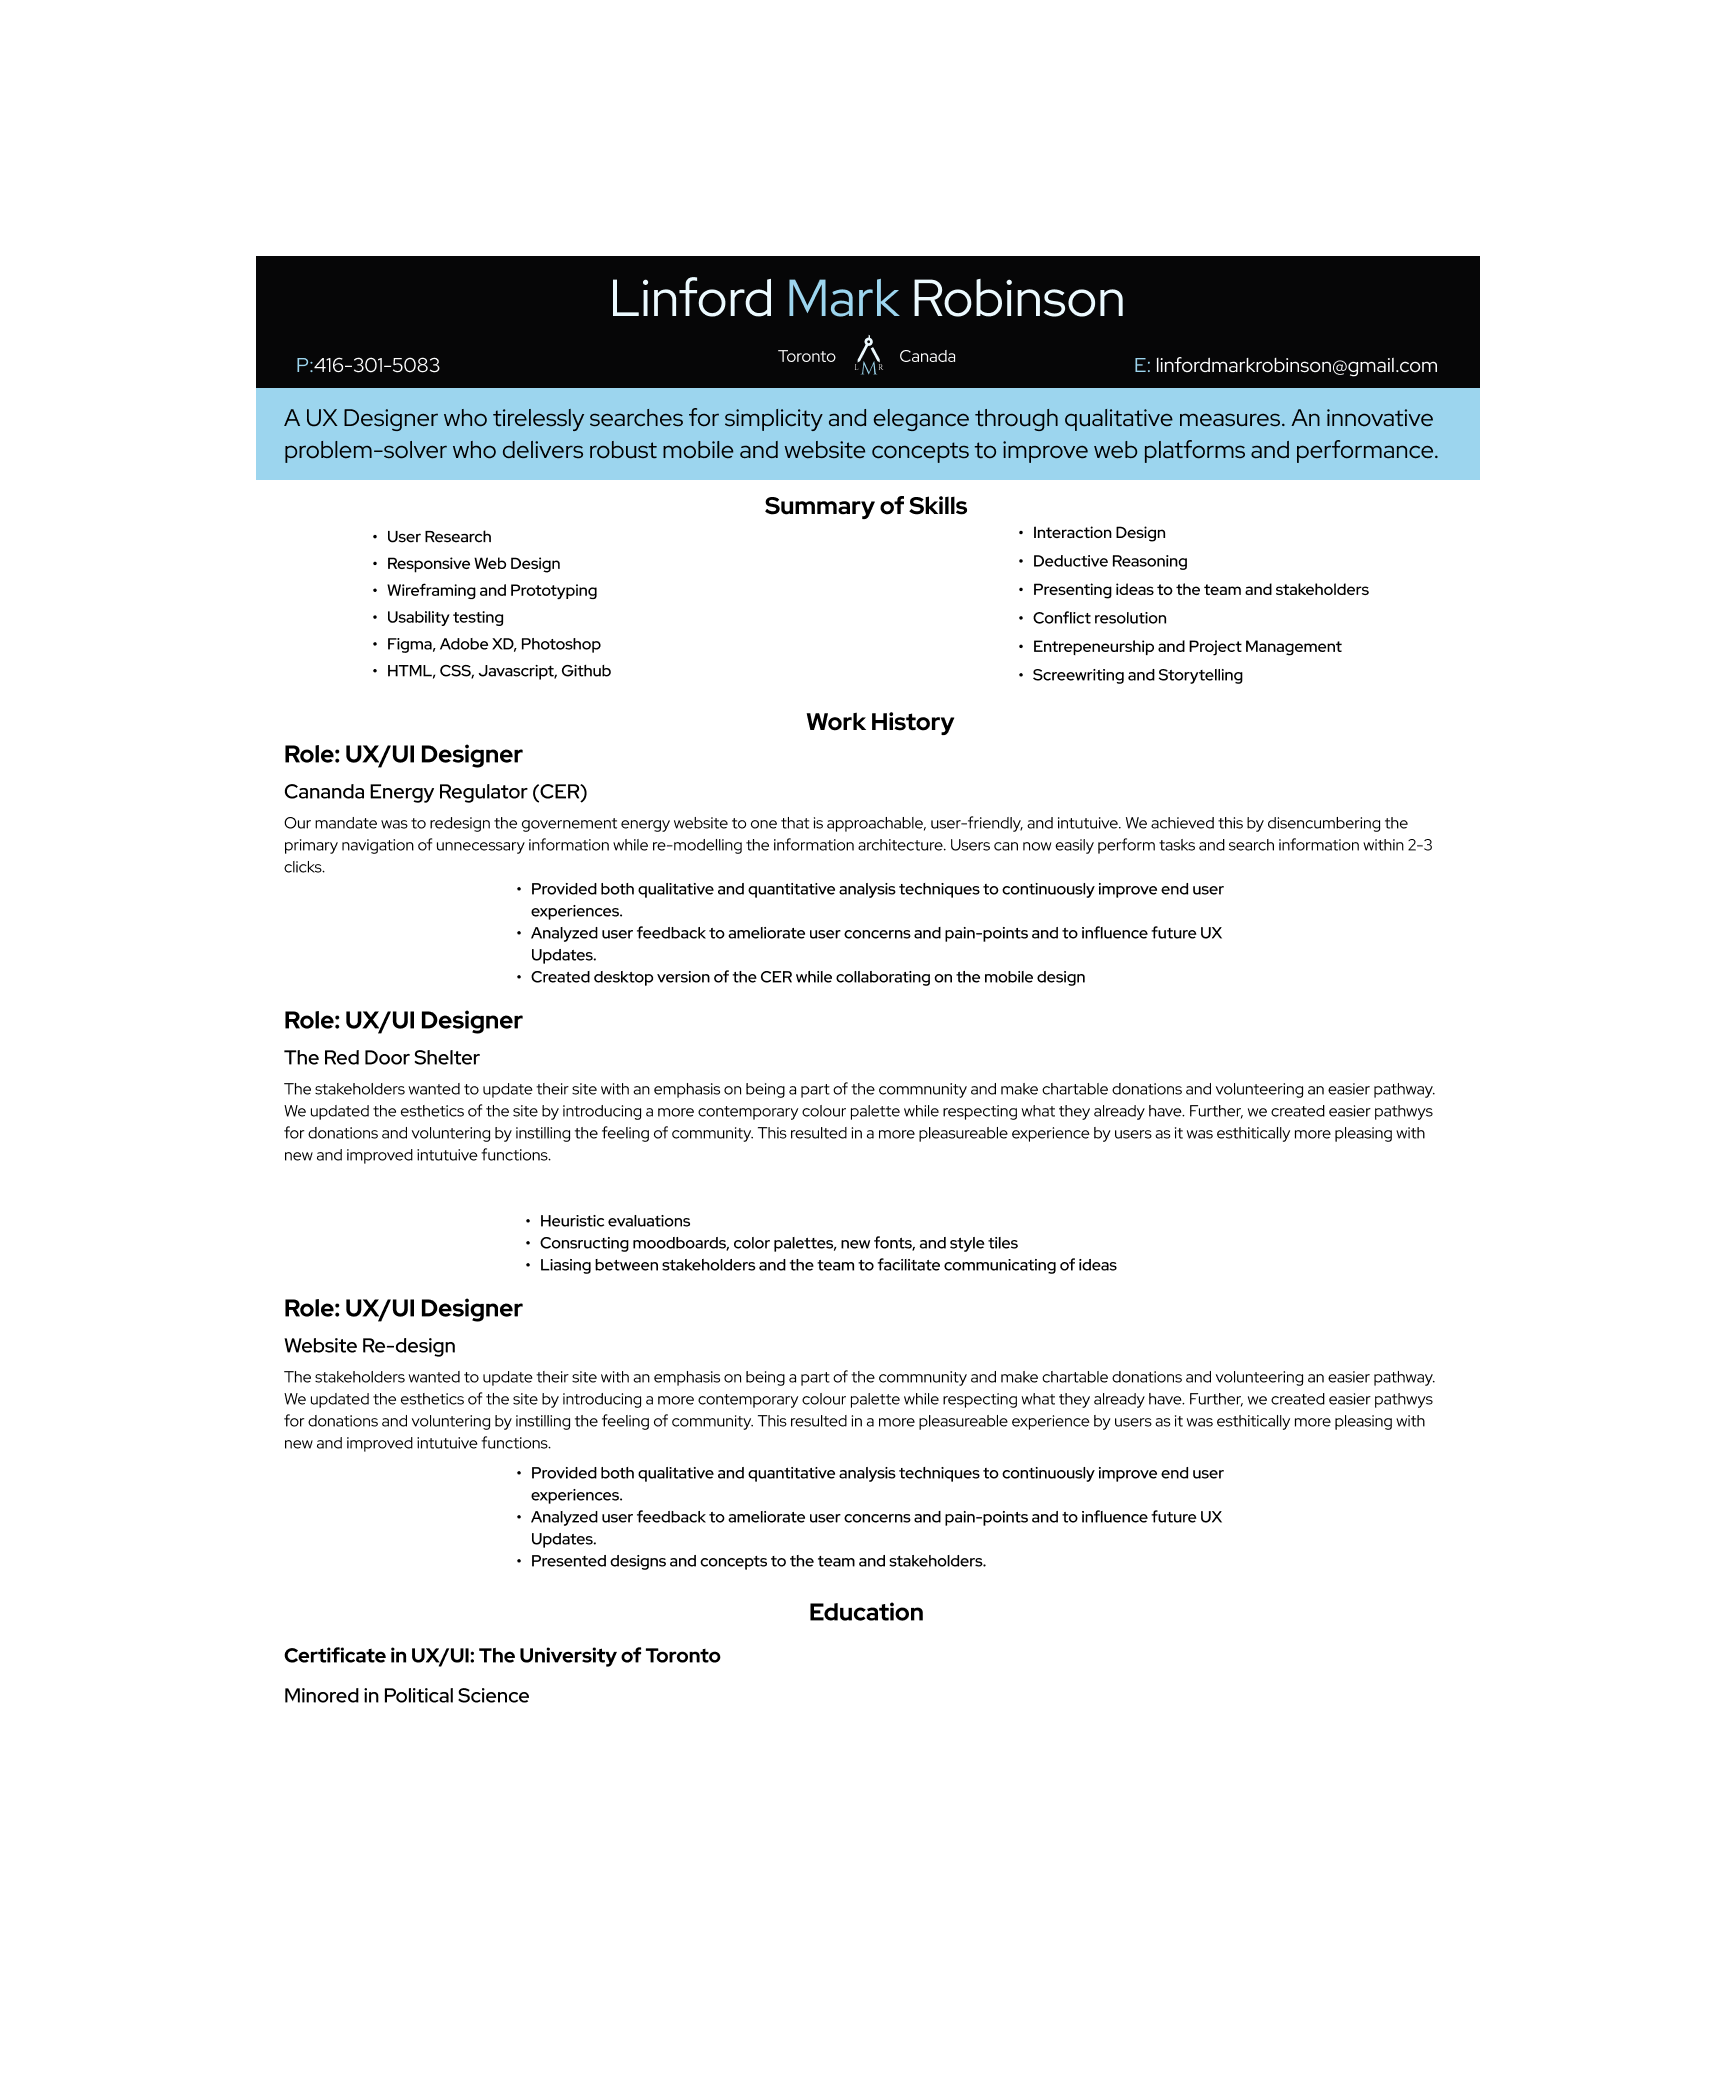 Linford Mark Robinson
P:416-301-5083
Toronto LMR Canada
E: linfordmarkrobinson@gmail.com
A UX Designer who tirelessly searches for simplicity and elegance through qualitative measures. An innovative
problem-solver who delivers robust mobile and website concepts to improve web platforms and performance.
Summary of Skills
• User Research
• Responsive Web Design
• Wireframing and Prototyping
• Usability testing
• Figma, Adobe XD, Photoshop
• HTML, CSS, Javascript, Github
• Interaction Design
• Deductive Reasoning
• Presenting ideas to the team and stakeholders
• Conflict resolution
• Entrepeneurship and Project Management
• Screewriting and Storytelling
Work History
Role: UX/UI Designer
Cananda Energy Regulator (CER)
Our mandate was to redesign the governement energy website to one that is approachable, user-friendly, and intutuive. We achieved this by disencumbering the
primary navigation of unnecessary information while re-modelling the information architecture. Users can now easily perform tasks and search information within 2-3
clicks.
• Provided both qualitative and quantitative analysis techniques to continuously improve end user
experiences.
• Analyzed user feedback to ameliorate user concerns and pain-points and to influence future UX
Updates.
• Created desktop version of the CER while collaborating on the mobile design
Role: UX/UI Designer
The Red Door Shelter
The stakeholders wanted to update their site with an emphasis on being a part of the commnunity and make chartable donations and volunteering an easier pathway.
We updated the esthetics of the site by introducing a more contemporary colour palette while respecting what they already have. Further, we created easier pathwys
for donations and voluntering by instilling the feeling of community. This resulted in a more pleasureable experience by users as it was esthitically more pleasing with
new and improved intutuive functions.
• Heuristic evaluations
• Consructing moodboards, color palettes, new fonts, and style tiles
• Liasing between stakeholders and the team to facilitate communicating of ideas
Role: UX/UI Designer
Website Re-design
The stakeholders wanted to update their site with an emphasis on being a part of the commnunity and make chartable donations and volunteering an easier pathway.
We updated the esthetics of the site by introducing a more contemporary colour palette while respecting what they already have. Further, we created easier pathwys
for donations and voluntering by instilling the feeling of community. This resulted in a more pleasureable experience by users as it was esthitically more pleasing with
new and improved intutuive functions.
• Provided both qualitative and quantitative analysis techniques to continuously improve end user
experiences.
• Analyzed user feedback to ameliorate user concerns and pain-points and to influence future UX
Updates.
• Presented designs and concepts to the team and stakeholders.
Education
Certificate in UX/UI: The University of Toronto
Minored in Political Science